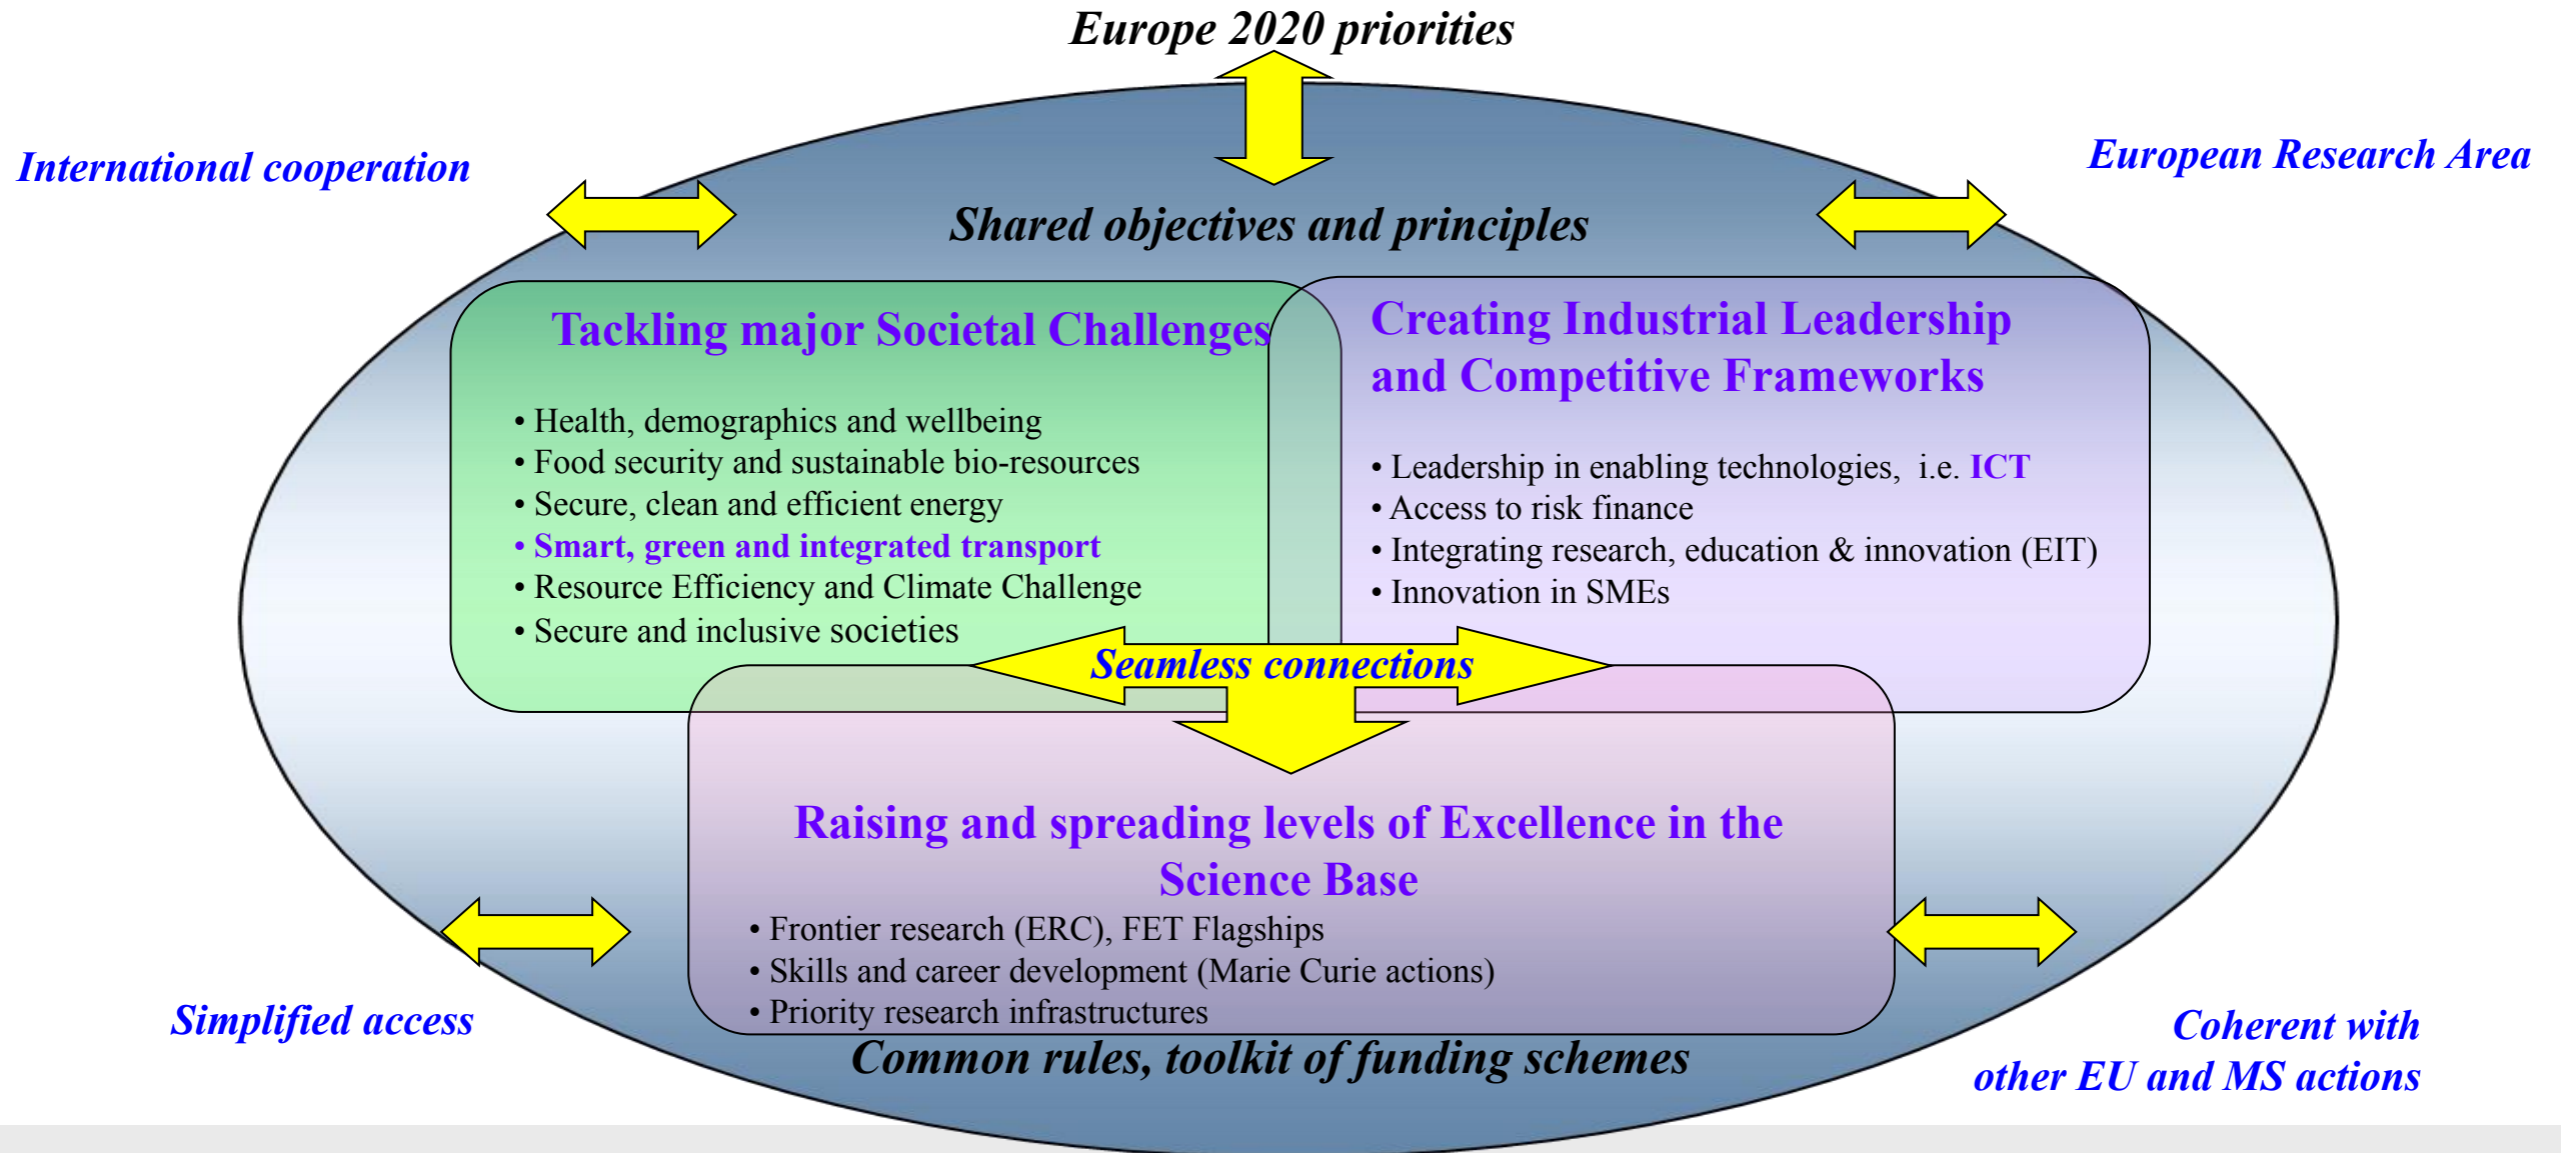 Europe 2020 priorities
International cooperation
European Research Area
Shared objectives and principles
Tackling major Societal Challenges
• Health, demographics and wellbeing
• Food security and sustainable bio-resources
• Secure, clean and efficient energy
• Smart, green and integrated transport
• Resource Efficiency and Climate Challenge
• Secure and inclusive societies
Creating Industrial Leadership
and Competitive Frameworks
• Leadership in enabling technologies, i.e. ICT
• Access to risk finance
• Integrating research, education & innovation (EIT)
• Innovation in SMEs
Seamless connections
Raising and spreading levels of Excellence in the
Science Base
• Frontier research (ERC), FET Flagships
• Skills and career development (Marie Curie actions)
• Priority research infrastructures
Simplified access
Coherent with
other EU and MS actions
Common rules, toolkit of funding schemes